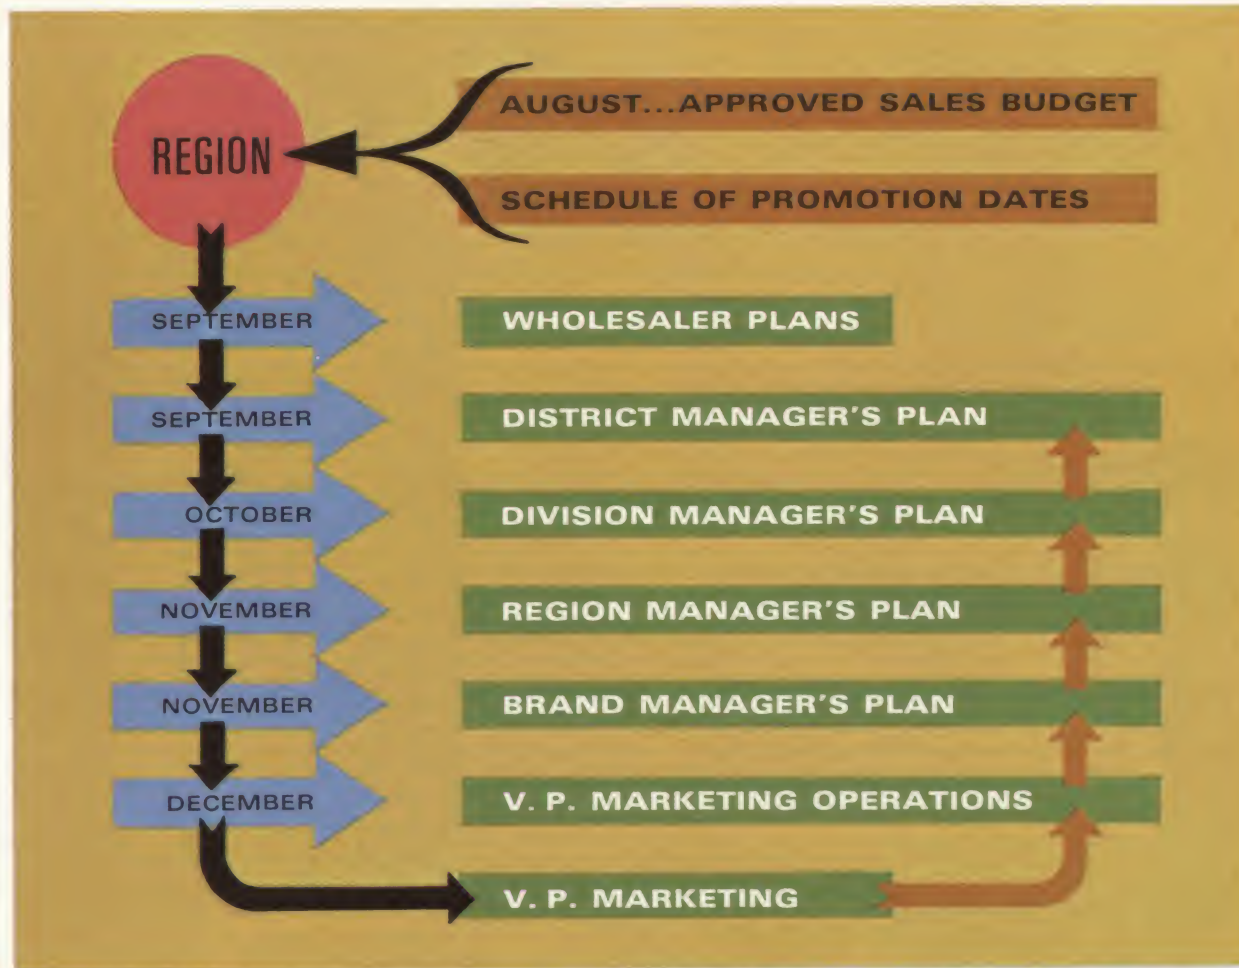 REGION
AUGUST...APPROVED SALES BUDGET
SCHEDULE OF PROMOTION DATES
SEPTEMBER
WHOLESALER PLANS
SEPTEMBER
DISTRICT MANAGER'S PLAN
OCTOBER
DIVISION MANAGER'S PLAN
NOVEMBER
REGION MANAGER'S PLAN
NOVEMBER
BRAND MANAGER'S PLAN
DECEMBER
V. P. MARKETING OPERATIONS
V. P. MARKETING